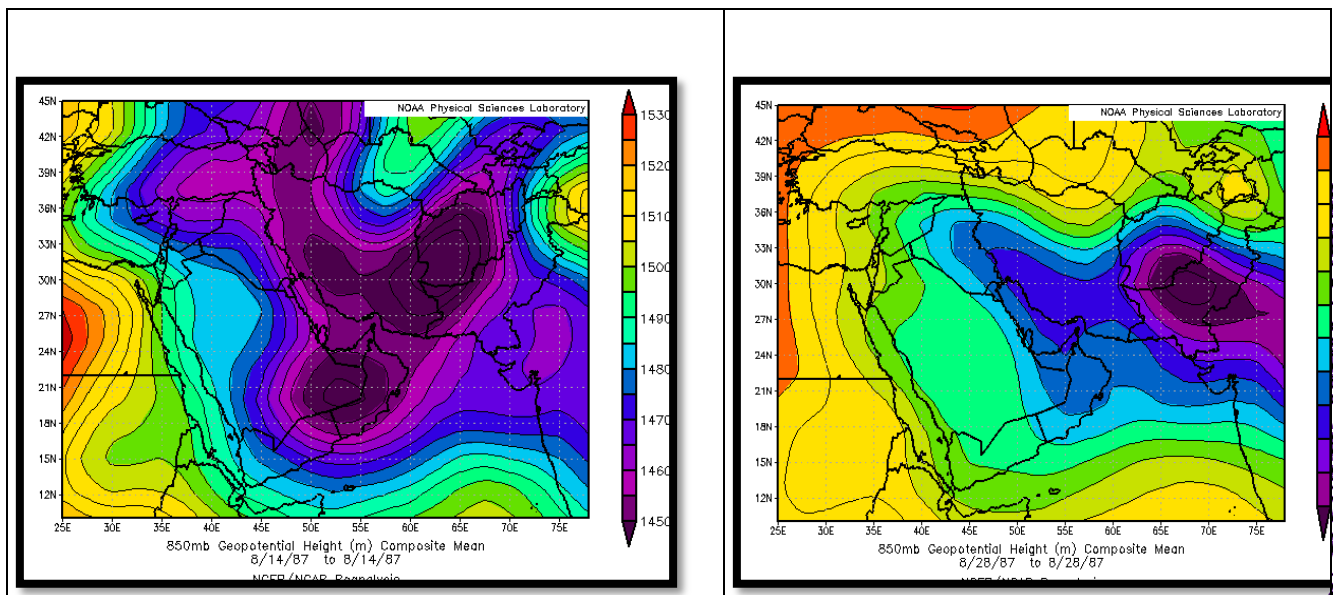 NOAA Physical Sciences Laboratory
45N
42N
39N
36N
33N
30N
27N
24N
21N
18N
15N
12N
25E 30E 35E 40E 45E 50E 55E 60E 65E 70E 75E
1530
1520
1510
1500
1490
1480
1470
1460
1450
850mb Geopotential Height (m) Composite Mean
8/14/87 to 8/14/87
NCEP/NCAR Reanalysis
NOAA Physical Sciences Laboratory
45N
42N
39N
36N
33N
30N
27N
24N
21N
18N
15N
12N
25E 30E 35E 40E 45E 50E 55E 60E 65E 70E 75E
850mb Geopotential Height (m) Composite Mean
8/28/87 to 8/28/87